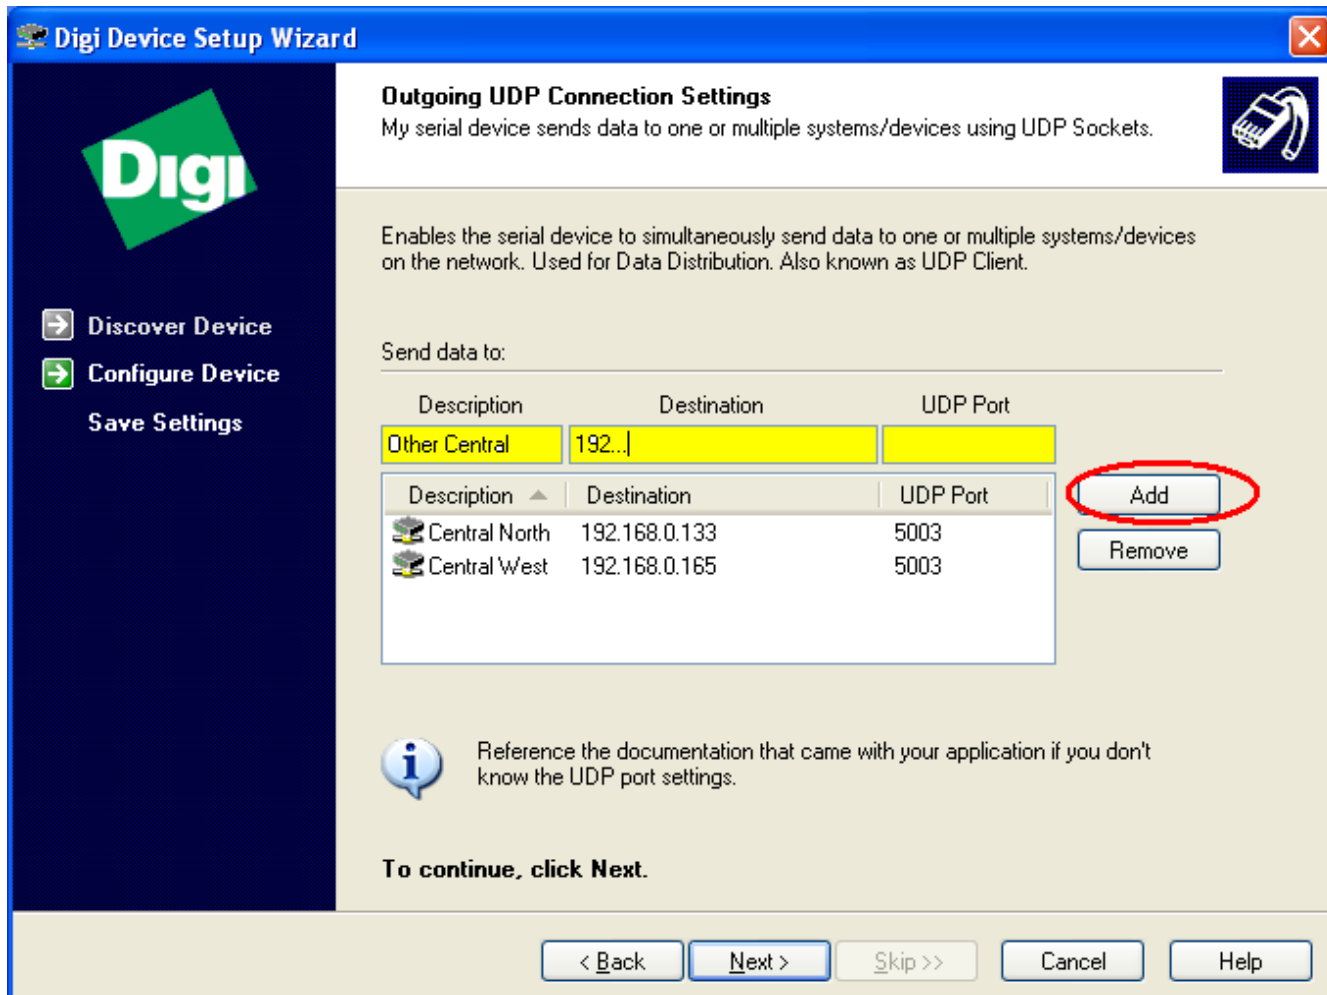 Digi Device Setup Wizard
Digi
Outgoing UDP Connection Settings
My serial device sends data to one or multiple systems/devices using UDP Sockets.
Discover Device
Configure Device
Save Settings
Enables the serial device to simultaneously send data to one or multiple systems/devices
on the network. Used for Data Distribution. Also known as UDP Client.
Send data to:
Description Destination UDP Port
Other Central 192...
Description Destination UDP Port
Central North 192.168.0.133 5003
Central West 192.168.0.165 5003
Add
Remove
Reference the documentation that came with your application if you don't
know the UDP port settings.
To continue, click Next.
< Back Next > Skip >> Cancel Help